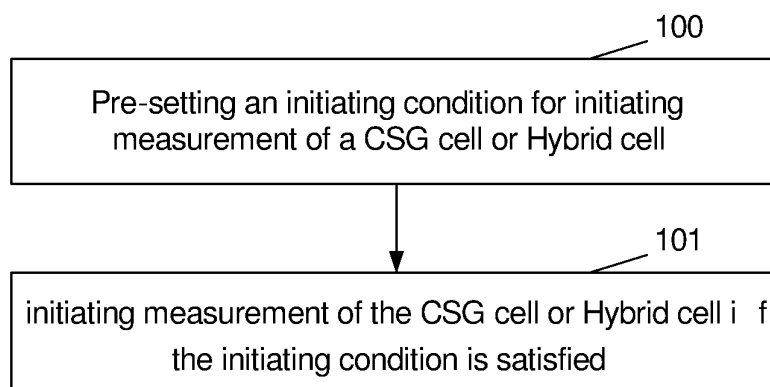 100
Pre-setting an initiating condition for initiating
measurement of a CSG cell or Hybrid cell
101
initiating measurement of the CSG cell or Hybrid cell i f
the initiating condition is satisfied